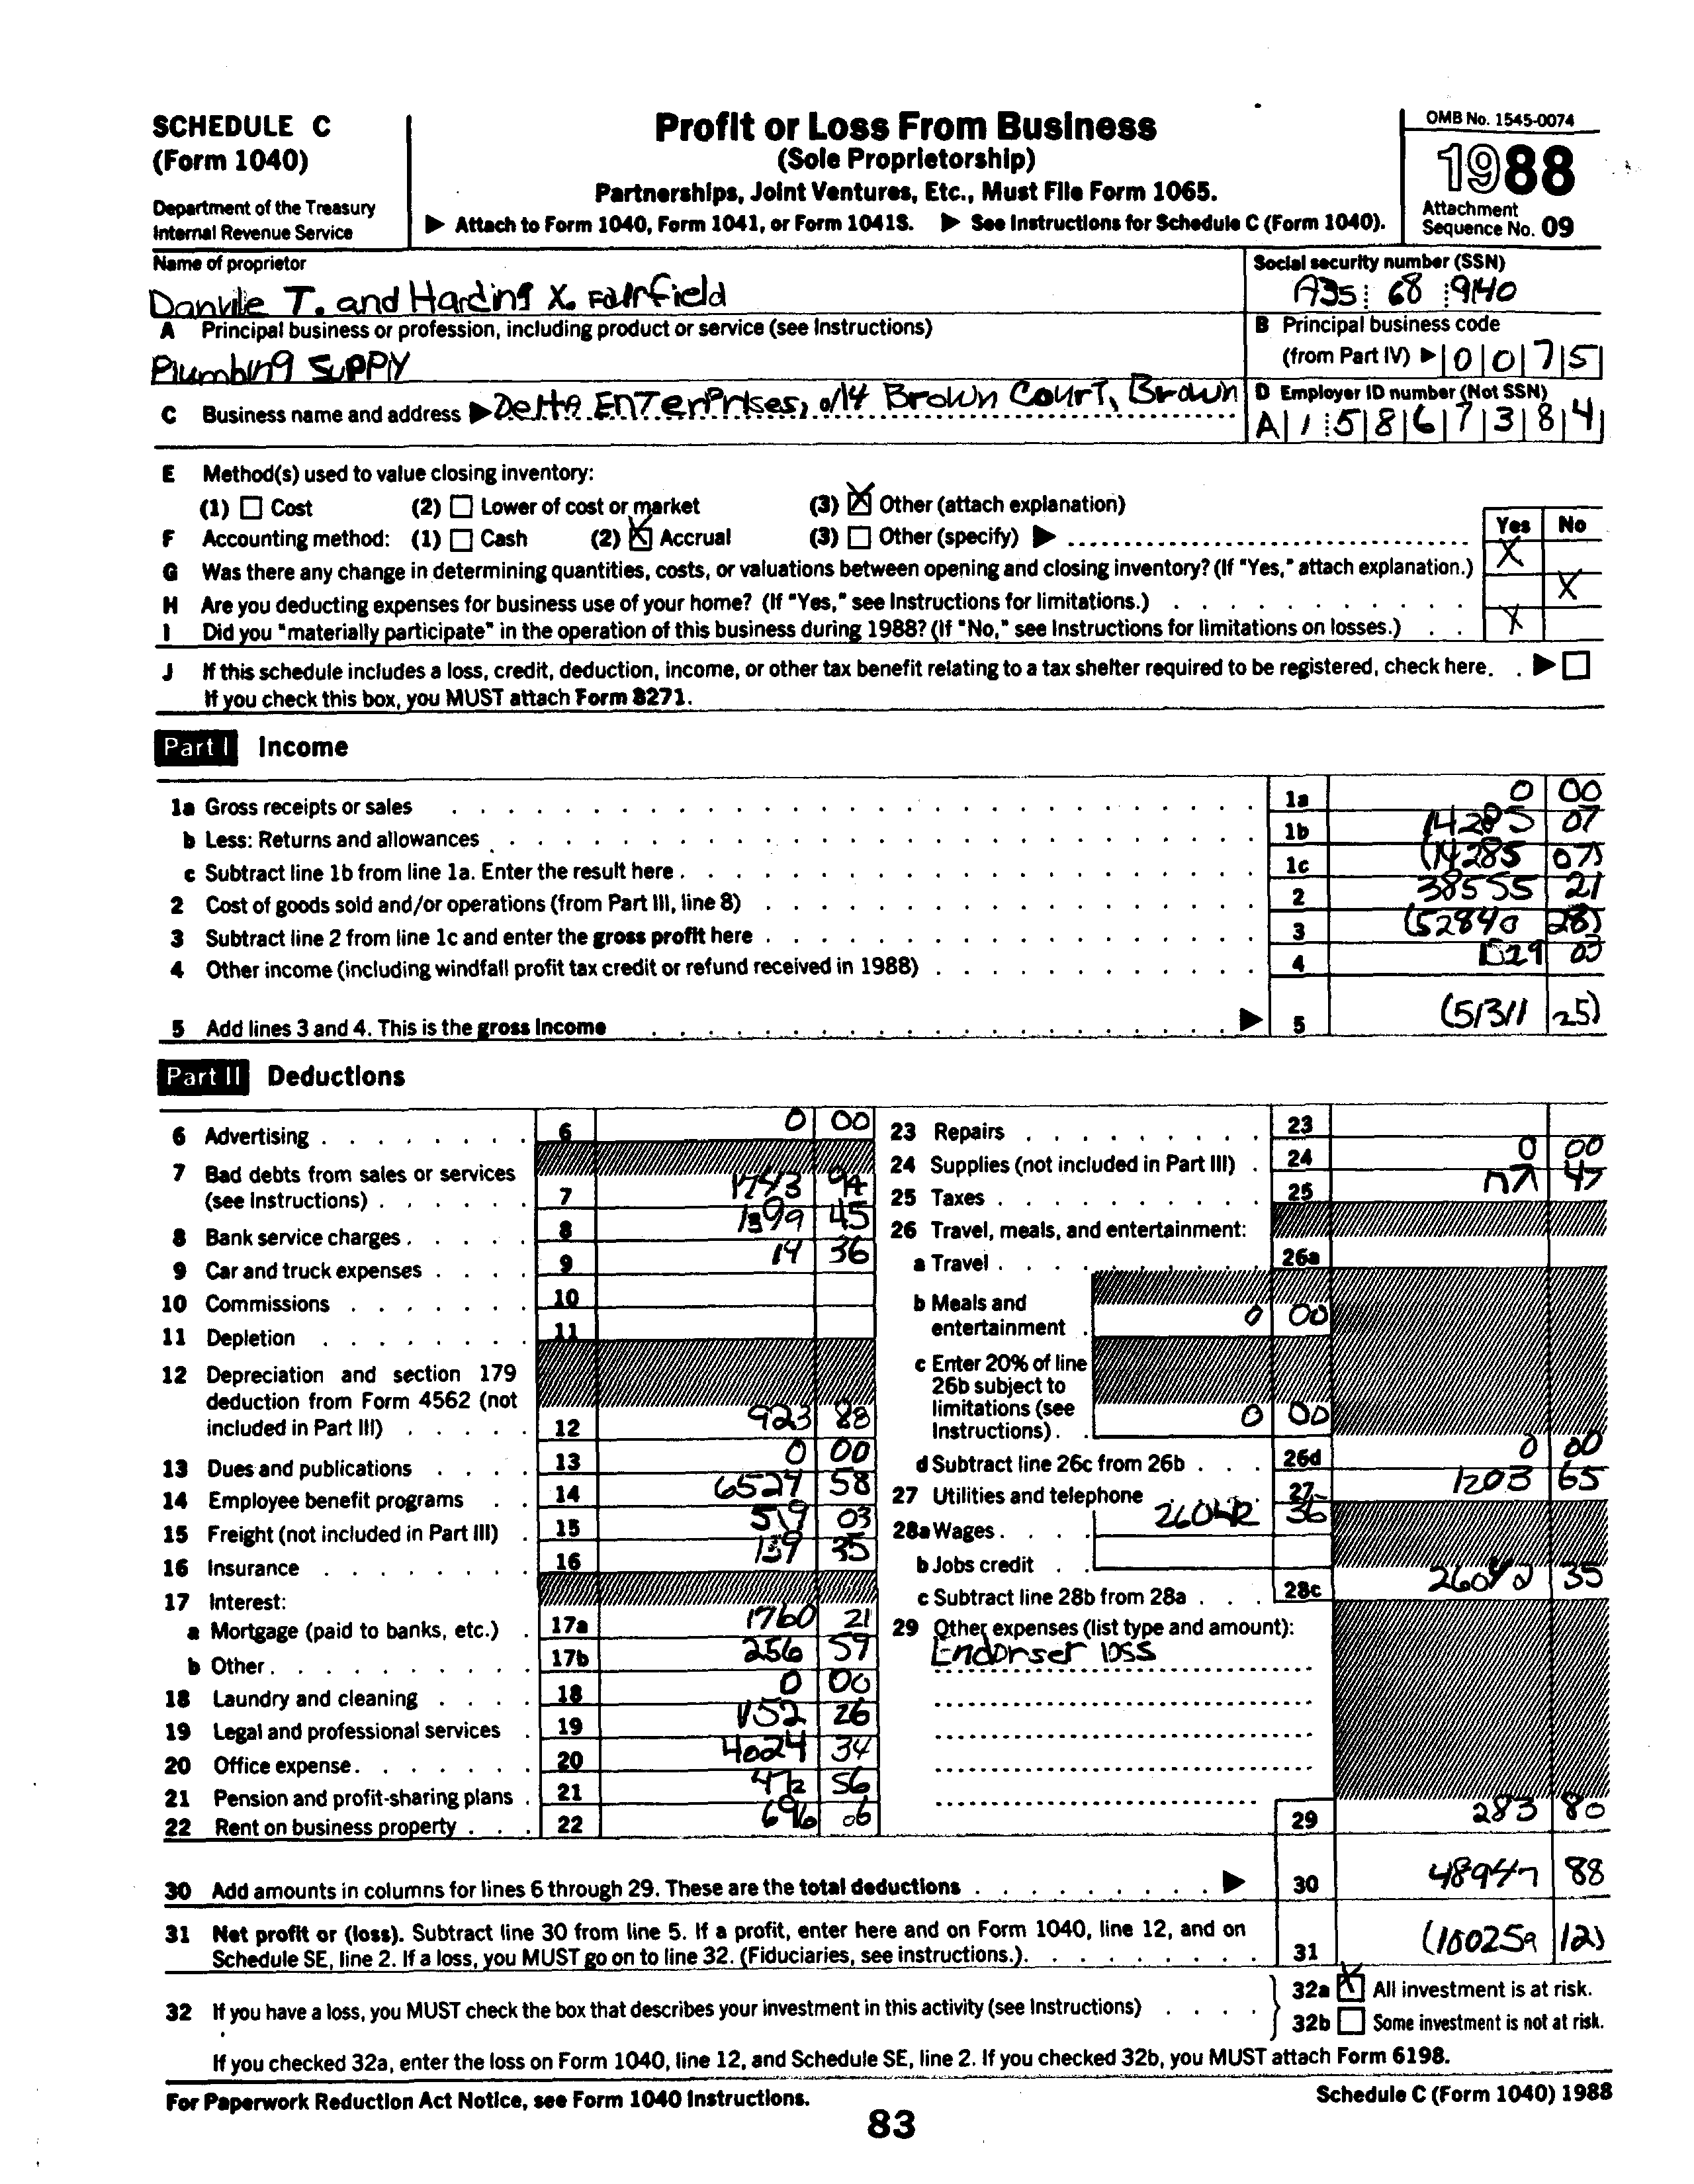 SCHEDULE C
(Form 1040)
Department of the Treasury
Internal Revenue Service
Profit or Loss From Business
(Sole Proprietorship)
Partnerships, Joint Ventures, Etc., Must File Form 1065.
▶ Attach to Form 1040, Form 1041, or Form 1041S. ▶ See Instructions for Schedule C (Form 1040).
OMB No. 1545-0074
1988
Attachment
Sequence No. 09
Name of proprietor
Danville T. and Harding X. Fairfield
Social security number (SSN)
A35 68 9140
A Principal business or profession, including product or service (see Instructions)
Plumbing Supply
B Principal business code
(from Part IV) ▶ 0 0 7 5
C Business name and address ▶ Delta Enterprises, 014 Brown Court, Brown
D Employer ID number (Not SSN)
A 1 5 8 6 7 3 8 4
E Method(s) used to value closing inventory:
(1) Cost (2) Lower of cost or market (3) X Other (attach explanation)
Yes No
F Accounting method: (1) Cash (2) X Accrual (3) Other (specify) ▶
G Was there any change in determining quantities, costs, or valuations between opening and closing inventory? (If "Yes," attach explanation.) X
H Are you deducting expenses for business use of your home? (If "Yes," see Instructions for limitations.) X
I Did you "materially participate" in the operation of this business during 1988? (If "No," see Instructions for limitations on losses.) X
J If this schedule includes a loss, credit, deduction, income, or other tax benefit relating to a tax shelter required to be registered, check here. ▶
If you check this box, you MUST attach Form 8271.
Part I Income
1a Gross receipts or sales 1a 0 00
b Less: Returns and allowances 1b 14285 07
c Subtract line 1b from line 1a. Enter the result here 1c (14285 07)
2 Cost of goods sold and/or operations (from Part III, line 8) 2 38555 21
3 Subtract line 2 from line 1c and enter the gross profit here 3 (52840 28)
4 Other income (including windfall profit tax credit or refund received in 1988) 4 1529 03
5 Add lines 3 and 4. This is the gross income ▶ 5 (51311 25)
Part II Deductions
6 Advertising 6 0 00
7 Bad debts from sales or services
(see Instructions) 7 1743 94
8 Bank service charges 8 1399 45
9 Car and truck expenses 9 14 36
10 Commissions 10
11 Depletion 11
12 Depreciation and section 179
deduction from Form 4562 (not
included in Part III) 12 923 88
13 Dues and publications 13 0 00
14 Employee benefit programs 14 6527 58
15 Freight (not included in Part III) 15 519 03
16 Insurance 16 139 35
17 Interest:
a Mortgage (paid to banks, etc.) 17a 1760 21
b Other 17b 256 59
18 Laundry and cleaning 18 0 00
19 Legal and professional services 19 1152 26
20 Office expense 20 4024 34
21 Pension and profit-sharing plans 21 472 56
22 Rent on business property 22 696 06
23 Repairs 23
24 Supplies (not included in Part III) 24 0 00
25 Taxes 25 47
26 Travel, meals, and entertainment:
a Travel 26a
b Meals and
entertainment 0 00
c Enter 20% of line
26b subject to
limitations (see
Instructions) 0 00
d Subtract line 26c from 26b 26d 0 00
27 Utilities and telephone 27 1203 65
28a Wages 26042 36
b Jobs credit
c Subtract line 28b from 28a 28c 26042 35
29 Other expenses (list type and amount):
Endorser loss
29 283 80
30 Add amounts in columns for lines 6 through 29. These are the total deductions ▶ 30 48947 88
31 Net profit or (loss). Subtract line 30 from line 5. If a profit, enter here and on Form 1040, line 12, and on
Schedule SE, line 2. If a loss, you MUST go on to line 32. (Fiduciaries, see instructions.) 31 (100259 12)
32 If you have a loss, you MUST check the box that describes your investment in this activity (see Instructions)
32a X All investment is at risk.
32b Some investment is not at risk.
If you checked 32a, enter the loss on Form 1040, line 12, and Schedule SE, line 2. If you checked 32b, you MUST attach Form 6198.
For Paperwork Reduction Act Notice, see Form 1040 Instructions.
Schedule C (Form 1040) 1988
83